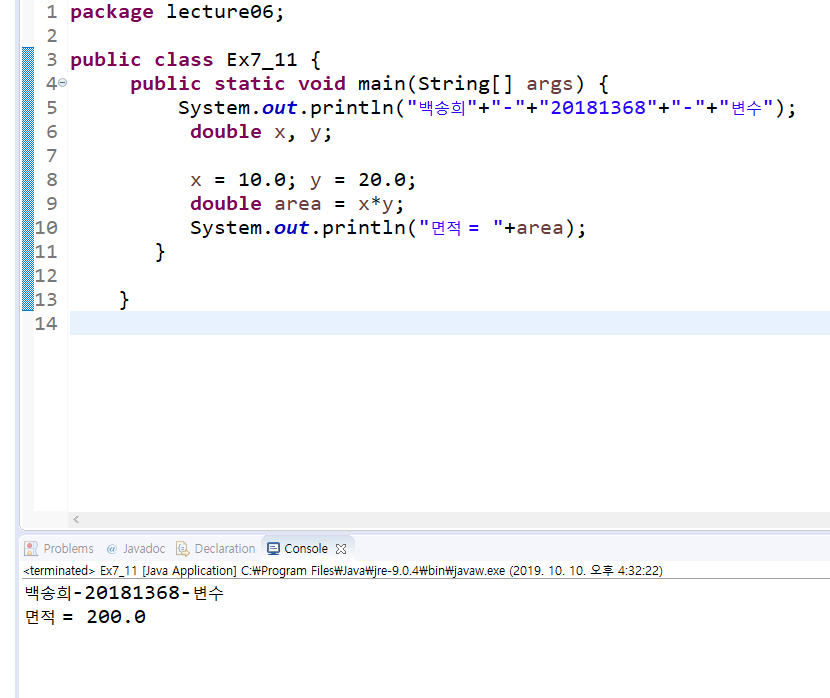 1 package lecture06;
2
3 public class Ex7_11 {
4 public static void main(String[] args) {
5 System.out.println("백송희"+"-"+"20181368"+"-"+"변수");
6 double x, y;
7
8 x = 10.0; y = 20.0;
9 double area = x*y;
10 System.out.println("면적 = "+area);
11 }
12
13 }
14
Problems @ Javadoc Declaration Console
<terminated> Ex7_11 [Java Application] C:₩Program Files₩Java₩jre-9.0.4₩bin₩javaw.exe (2019. 10. 10. 오후 4:32:22)
백송희-20181368-변수
면적 = 200.0